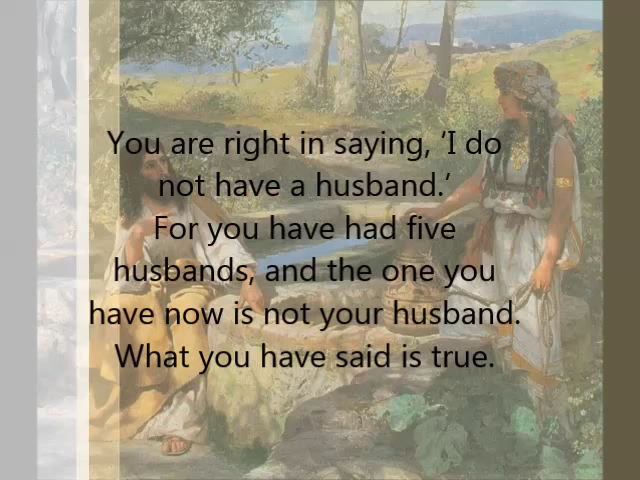 You are right in saying, ‘I do
not have a husband.’
For you have had five
husbands, and the one you
have now is not your husband.
What you have said is true.